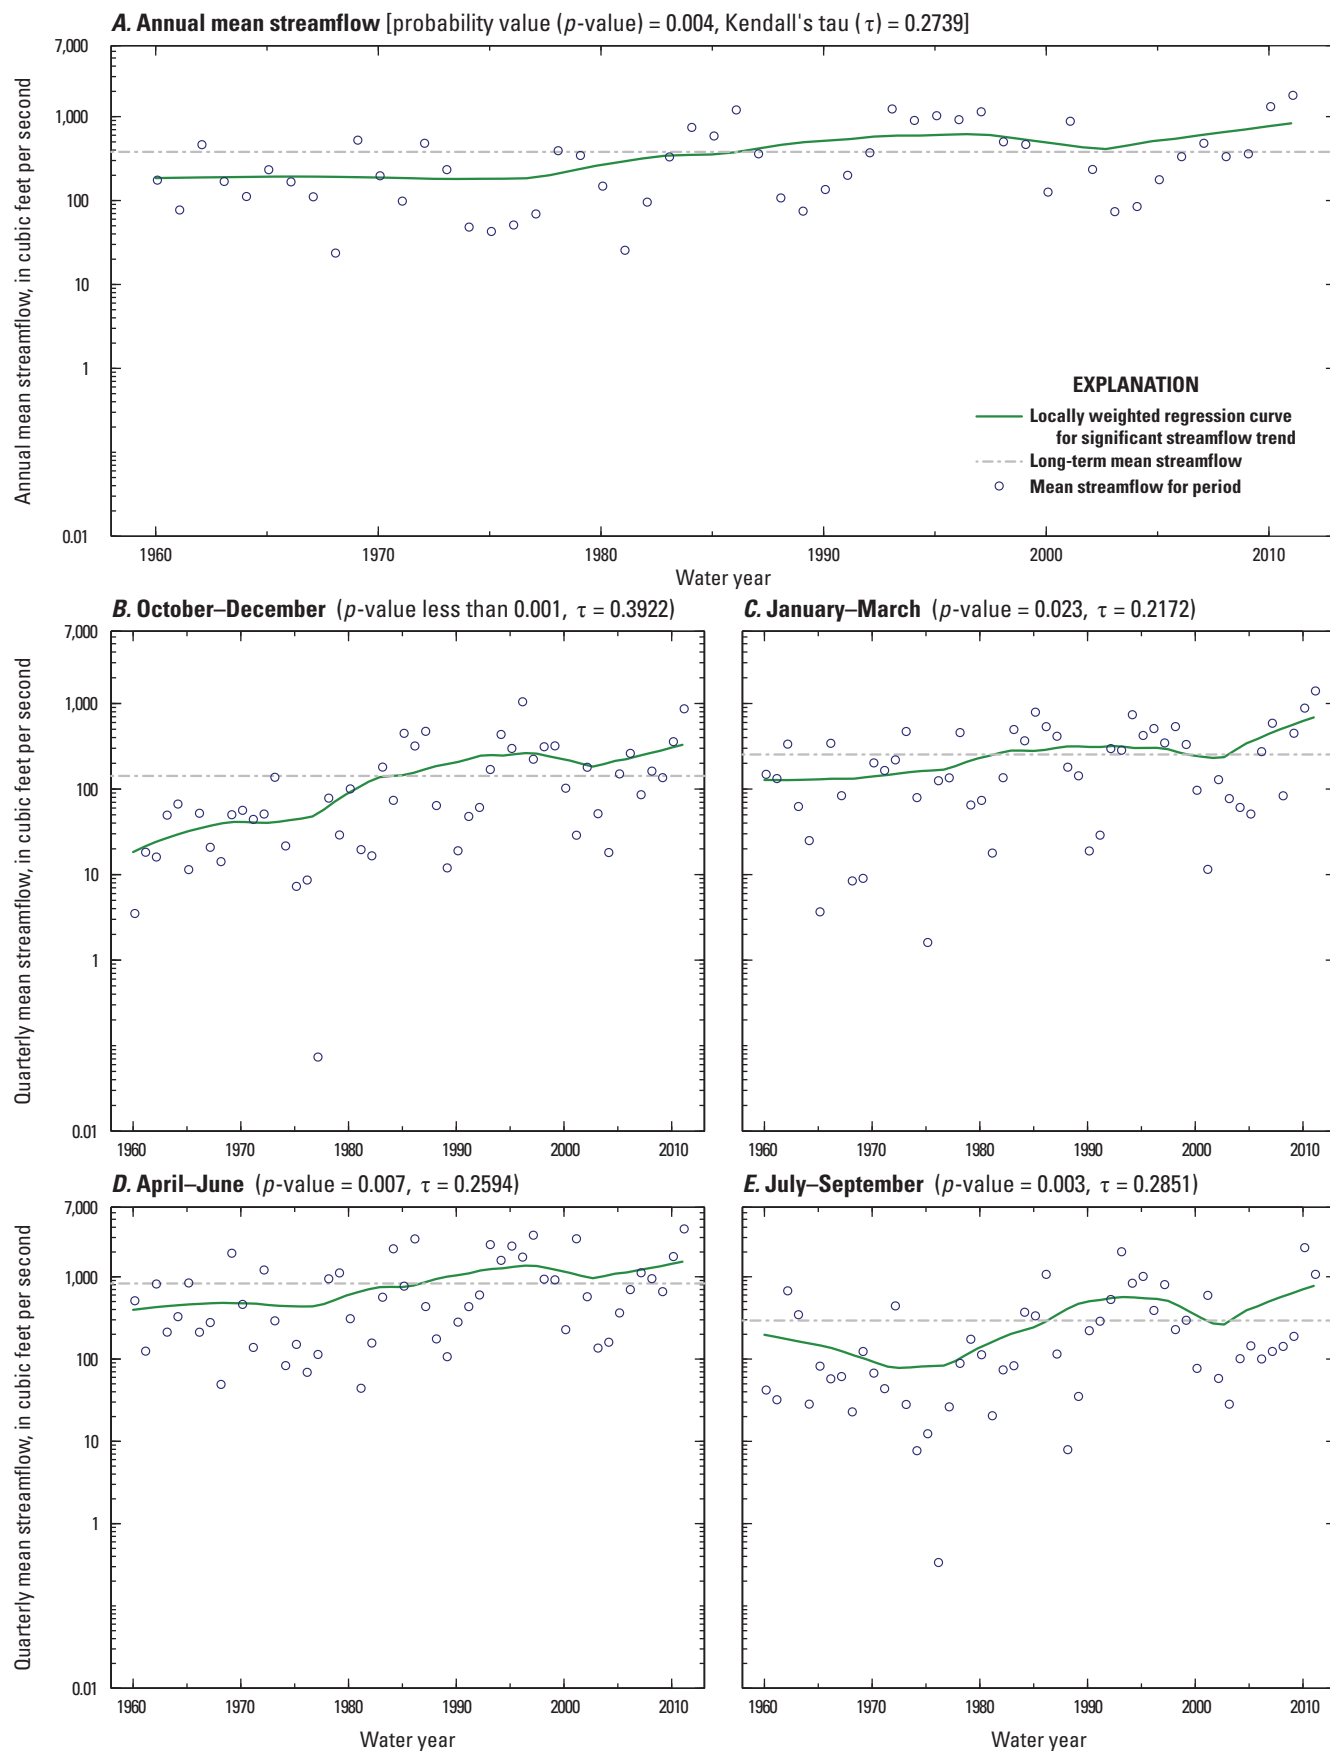 A. Annual mean streamflow [probability value (p-value) = 0.004, Kendall's tau (τ) = 0.2739]
Annual mean streamflow, in cubic feet per second
7,000
1,000
100
10
1
0.01
EXPLANATION
Locally weighted regression curve
for significant streamflow trend
Long-term mean streamflow
Mean streamflow for period
1960 1970 1980 1990 2000 2010
Water year
B. October–December (p-value less than 0.001, τ = 0.3922)
Quarterly mean streamflow, in cubic feet per second
7,000
1,000
100
10
1
0.01
1960 1970 1980 1990 2000 2010
C. January–March (p-value = 0.023, τ = 0.2172)
1960 1970 1980 1990 2000 2010
D. April–June (p-value = 0.007, τ = 0.2594)
Quarterly mean streamflow, in cubic feet per second
7,000
1,000
100
10
1
0.01
1960 1970 1980 1990 2000 2010
Water year
E. July–September (p-value = 0.003, τ = 0.2851)
1960 1970 1980 1990 2000 2010
Water year